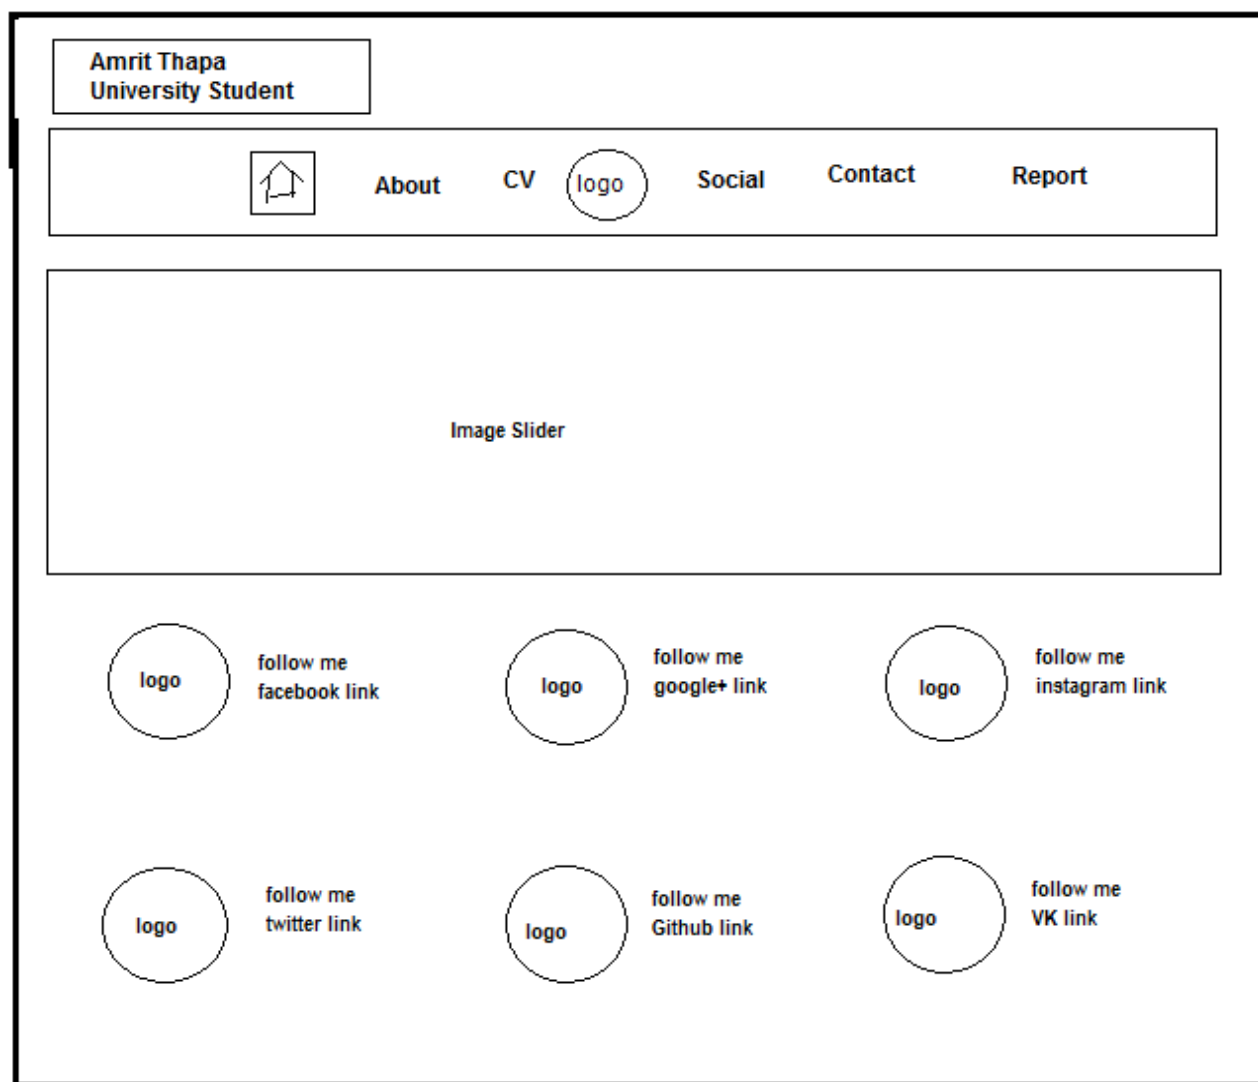 Amrit Thapa
University Student
About CV logo Social Contact Report
Image Slider
logo
follow me
facebook link
logo
follow me
google+ link
logo
follow me
instagram link
logo
follow me
twitter link
logo
follow me
Github link
logo
follow me
VK link